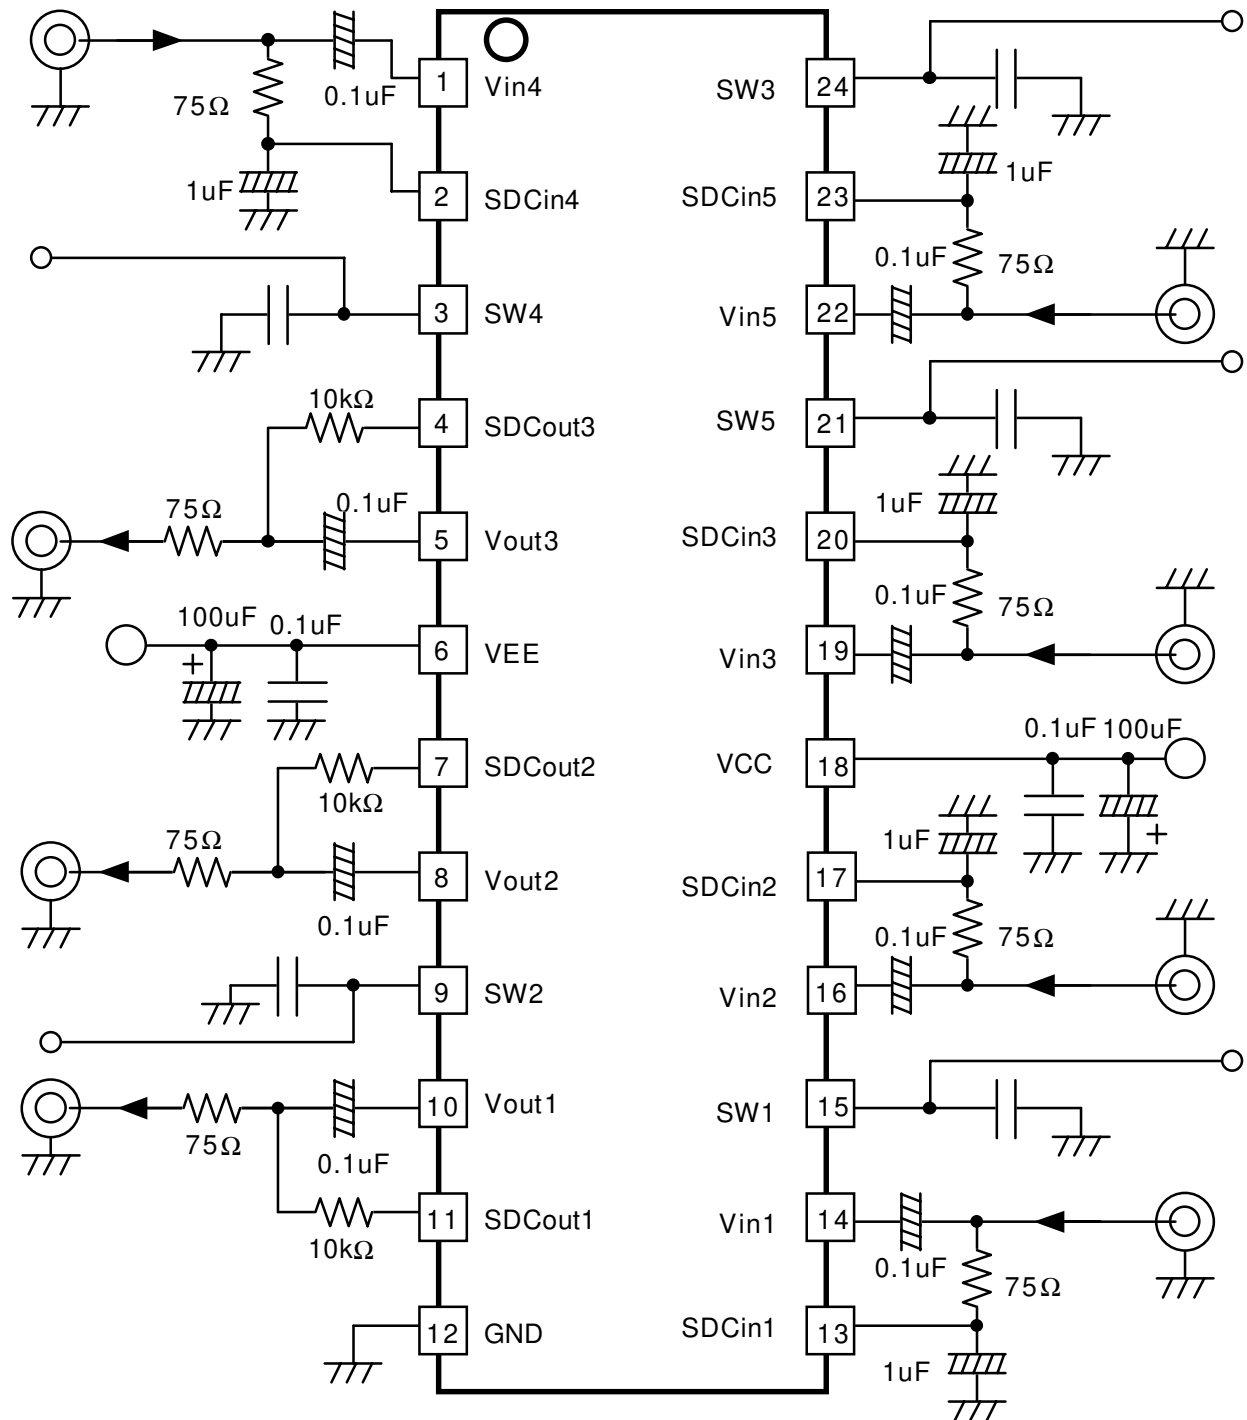 75Ω
0.1uF
1 Vin4
1uF
2 SDCin4
3 SW4
10kΩ
4 SDCout3
75Ω
0.1uF
5 Vout3
100uF
0.1uF
+
6 VEE
7 SDCout2
10kΩ
75Ω
8 Vout2
0.1uF
9 SW2
10 Vout1
75Ω
0.1uF
11 SDCout1
10kΩ
12 GND
SW3 24
1uF
SDCin5 23
0.1uF
75Ω
Vin5 22
SW5 21
1uF
SDCin3 20
0.1uF
75Ω
Vin3 19
0.1uF 100uF
VCC 18
+
1uF
SDCin2 17
0.1uF
75Ω
Vin2 16
SW1 15
Vin1 14
0.1uF
75Ω
SDCin1 13
1uF